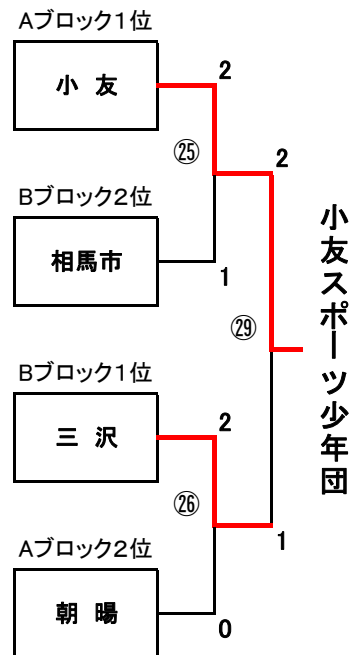 Aブロック1位
小 友
2
㉕
2
Bブロック2位
相馬市
1
小友スポーツ少年団
㉙
Bブロック1位
三 沢
2
㉖
1
Aブロック2位
朝 暘
0